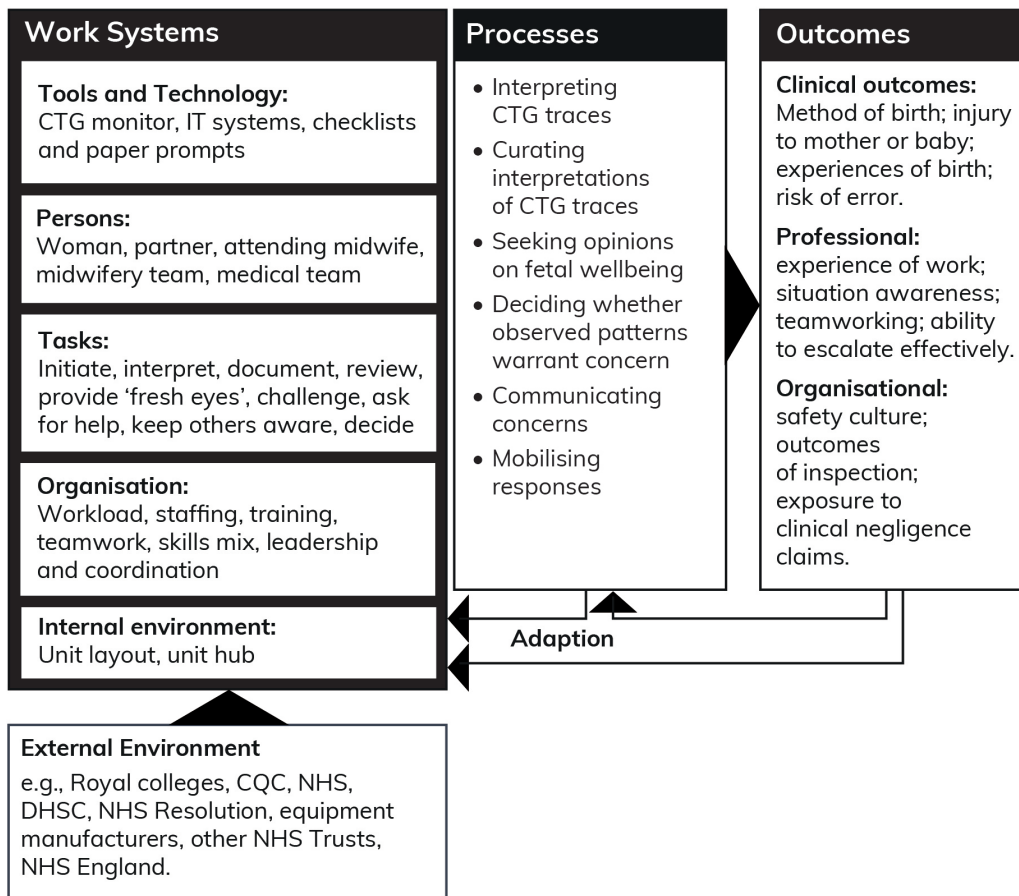 Work Systems
Tools and Technology:
CTG monitor, IT systems, checklists
and paper prompts
Persons:
Woman, partner, attending midwife,
midwifery team, medical team
Tasks:
Initiate, interpret, document, review,
provide ‘fresh eyes’, challenge, ask
for help, keep others aware, decide
Organisation:
Workload, staffing, training,
teamwork, skills mix, leadership
and coordination
Internal environment:
Unit layout, unit hub
External Environment
e.g., Royal colleges, CQC, NHS,
DHSC, NHS Resolution, equipment
manufacturers, other NHS Trusts,
NHS England.
Processes
• Interpreting
CTG traces
• Curating
interpretations
of CTG traces
• Seeking opinions
on fetal wellbeing
• Deciding whether
observed patterns
warrant concern
• Communicating
concerns
• Mobilising
responses
Adaption
Outcomes
Clinical outcomes:
Method of birth; injury
to mother or baby;
experiences of birth;
risk of error.
Professional:
experience of work;
situation awareness;
teamworking; ability
to escalate effectively.
Organisational:
safety culture;
outcomes
of inspection;
exposure to
clinical negligence
claims.